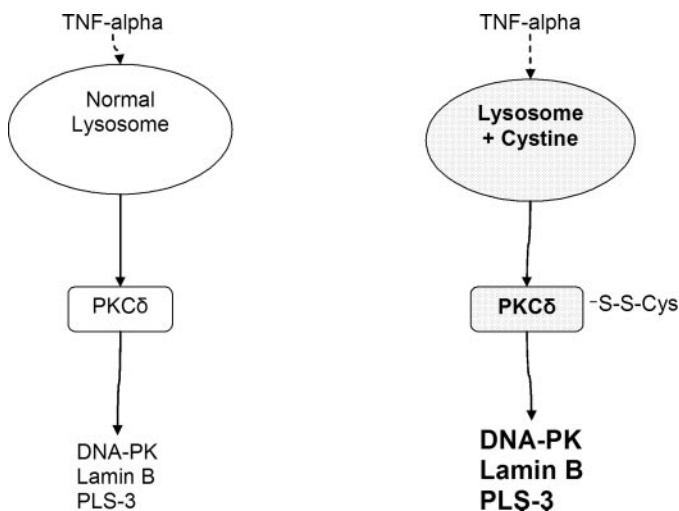 TNF-alpha
Normal
Lysosome
PKCδ
DNA-PK
Lamin B
PLS-3
TNF-alpha
Lysosome
+ Cystine
PKCδ
-S-S-Cys
DNA-PK
Lamin B
PLS-3